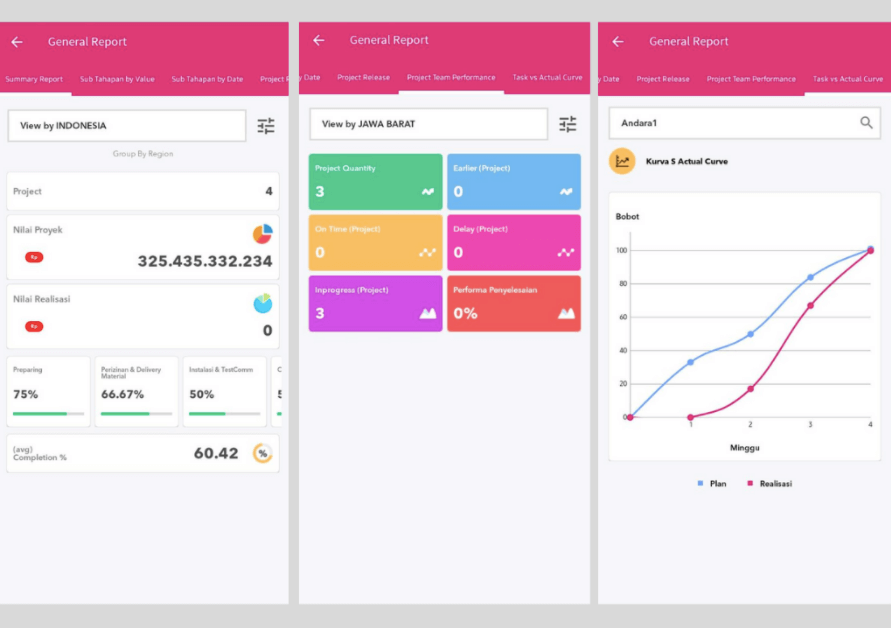 General Report
Summary Report Sub Tahapan by Value Sub Tahapan by Date Project
View by INDONESIA
Group By Region
Project
4
Nilai Proyek
Rp
325.435.332.234
Nilai Realisasi
Rp
0
Preparing
75%
Perizinan & Delivery
Material
66.67%
Instalasi & TestComm
50%
(avg)
Completion %
60.42
%
General Report
y Date Project Release Project Team Performance Task vs Actual Curve
View by JAWA BARAT
Project Quantity
3
Earlier (Project)
0
On Time (Project)
0
Delay (Project)
0
Inprogress (Project)
3
Performa Penyelesaian
0%
General Report
y Date Project Release Project Team Performance Task vs Actual Curve
Andara1
Kurva S Actual Curve
Bobot
100
80
60
40
20
0
1 2 3 4
Minggu
Plan Realisasi